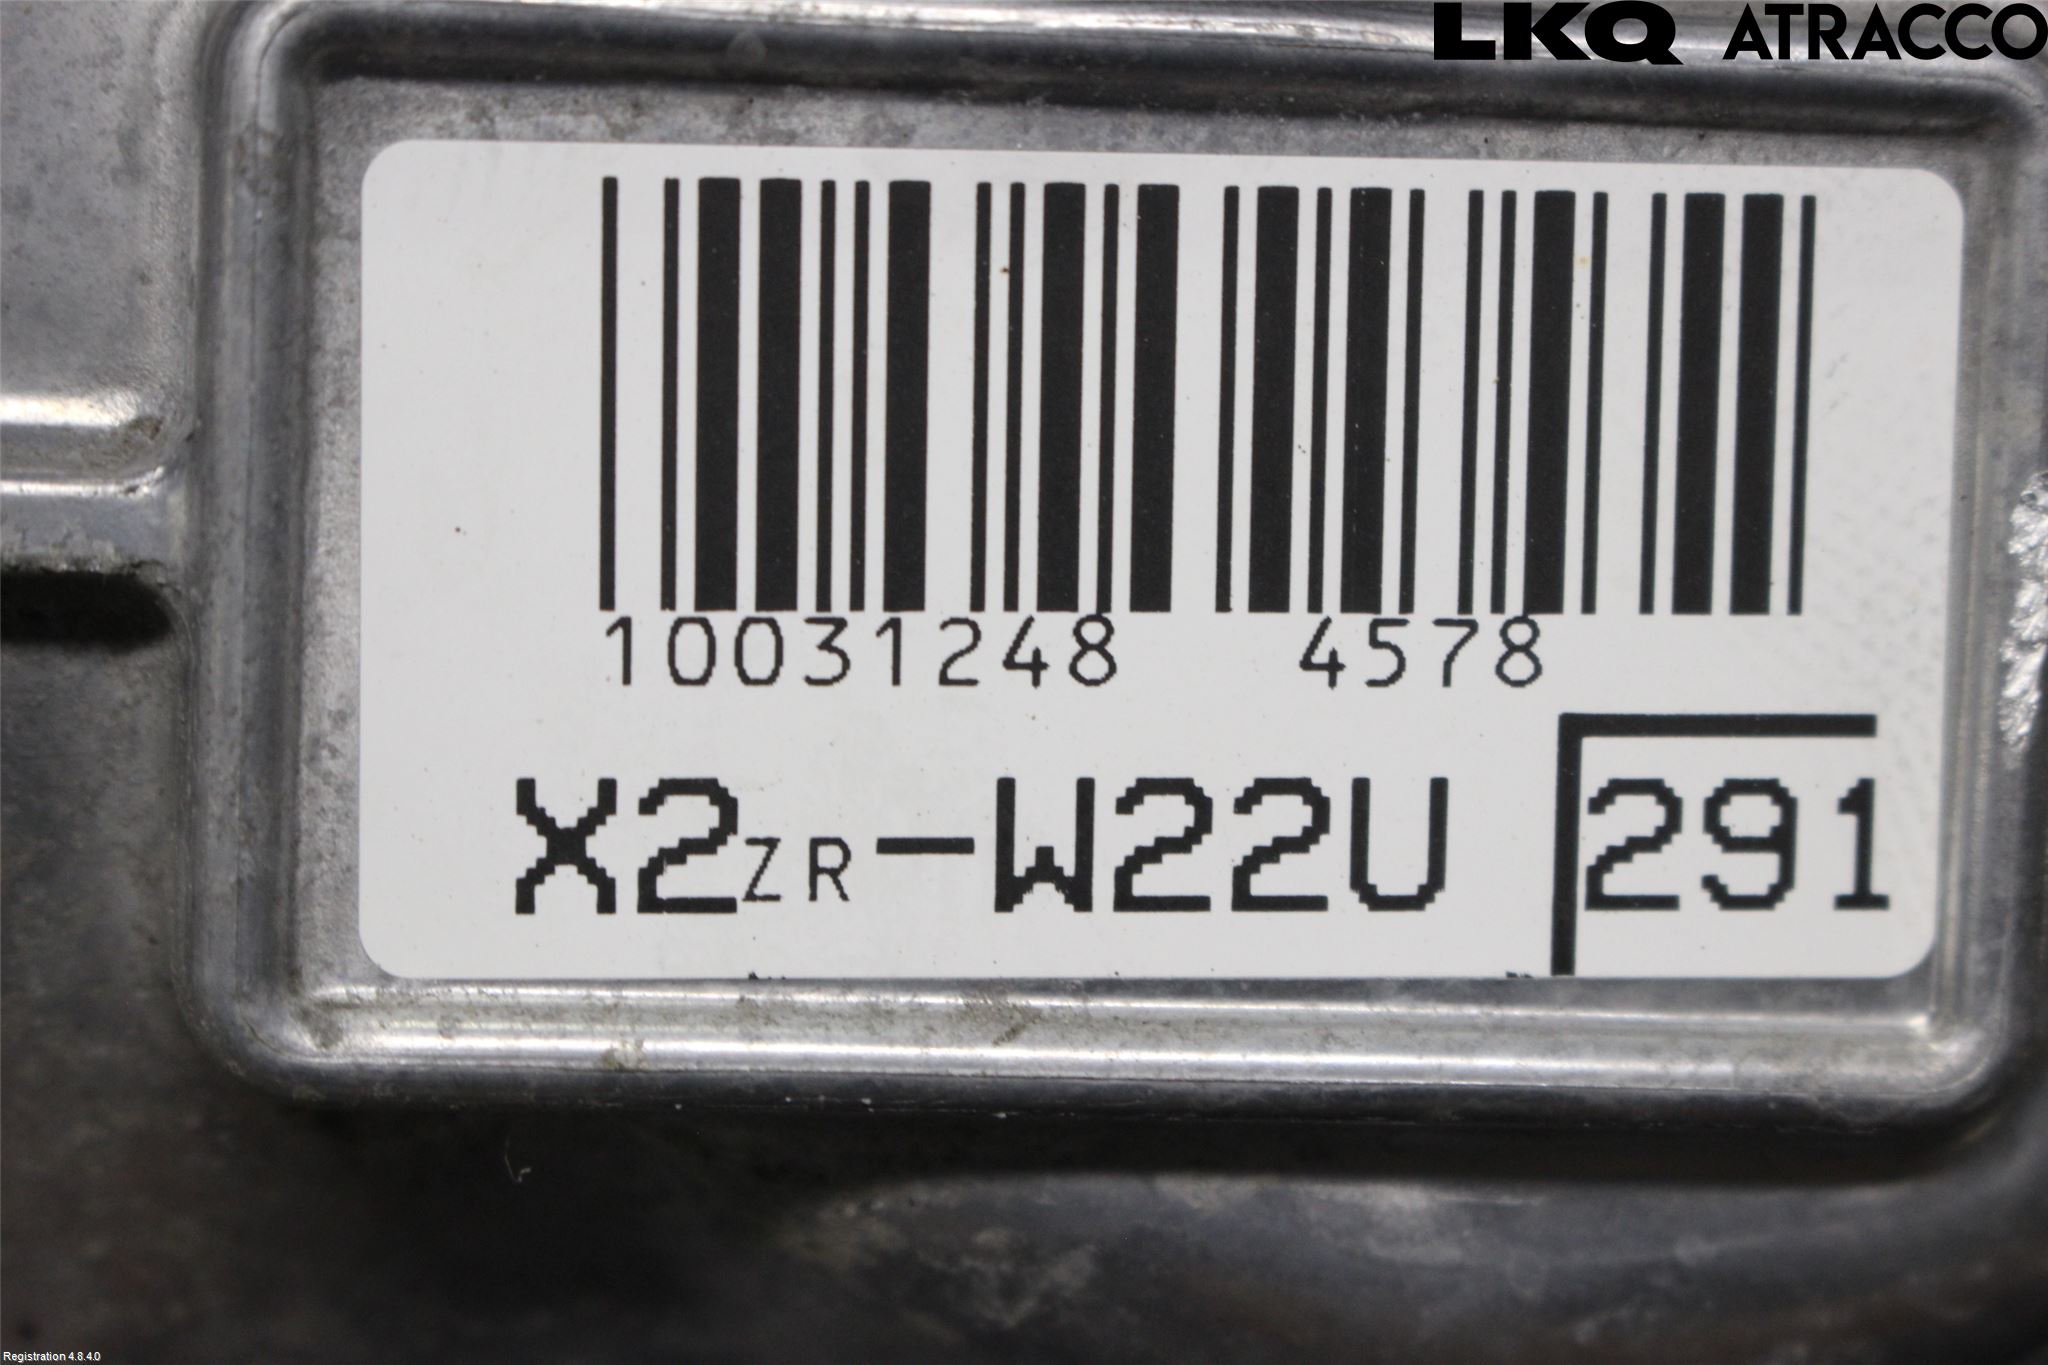 LKQ ATRACCO
10031248 4578
X2ZR-W22U 291
Registration 4.8.4.0